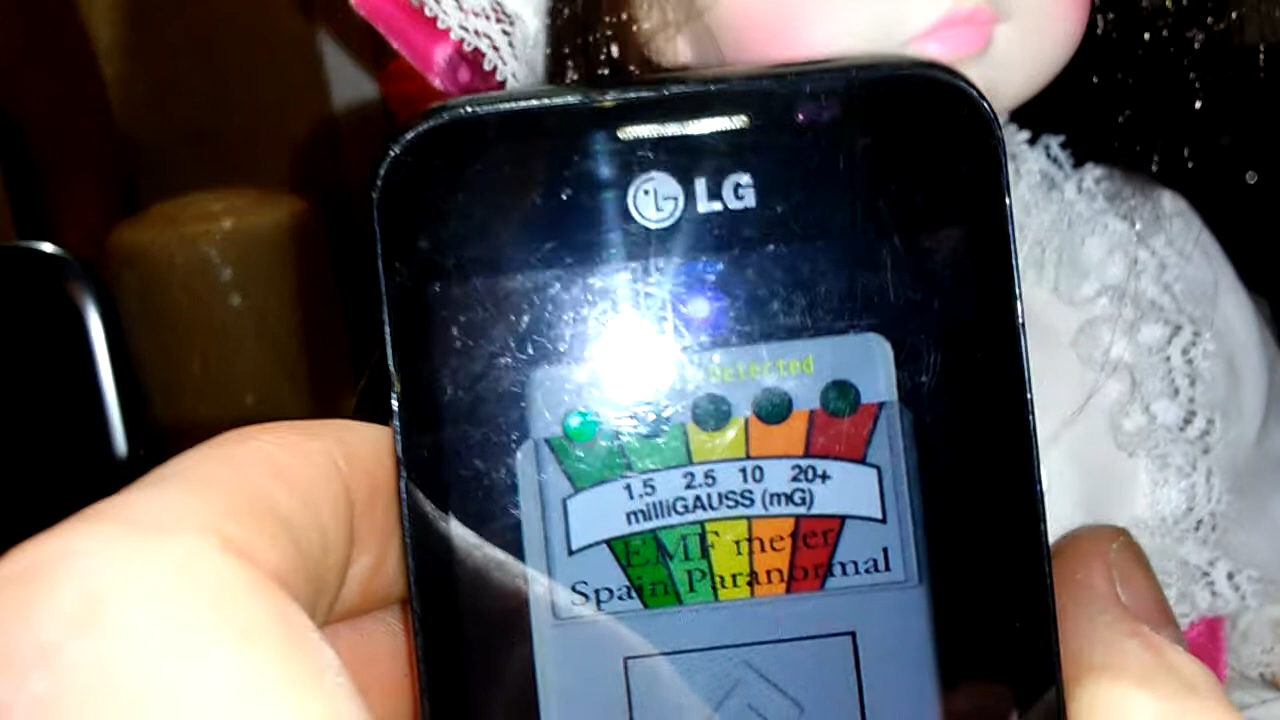 LG
Detected
1.5 2.5 10 20+
milliGAUSS (mG)
EMF meter
Spain Paranormal